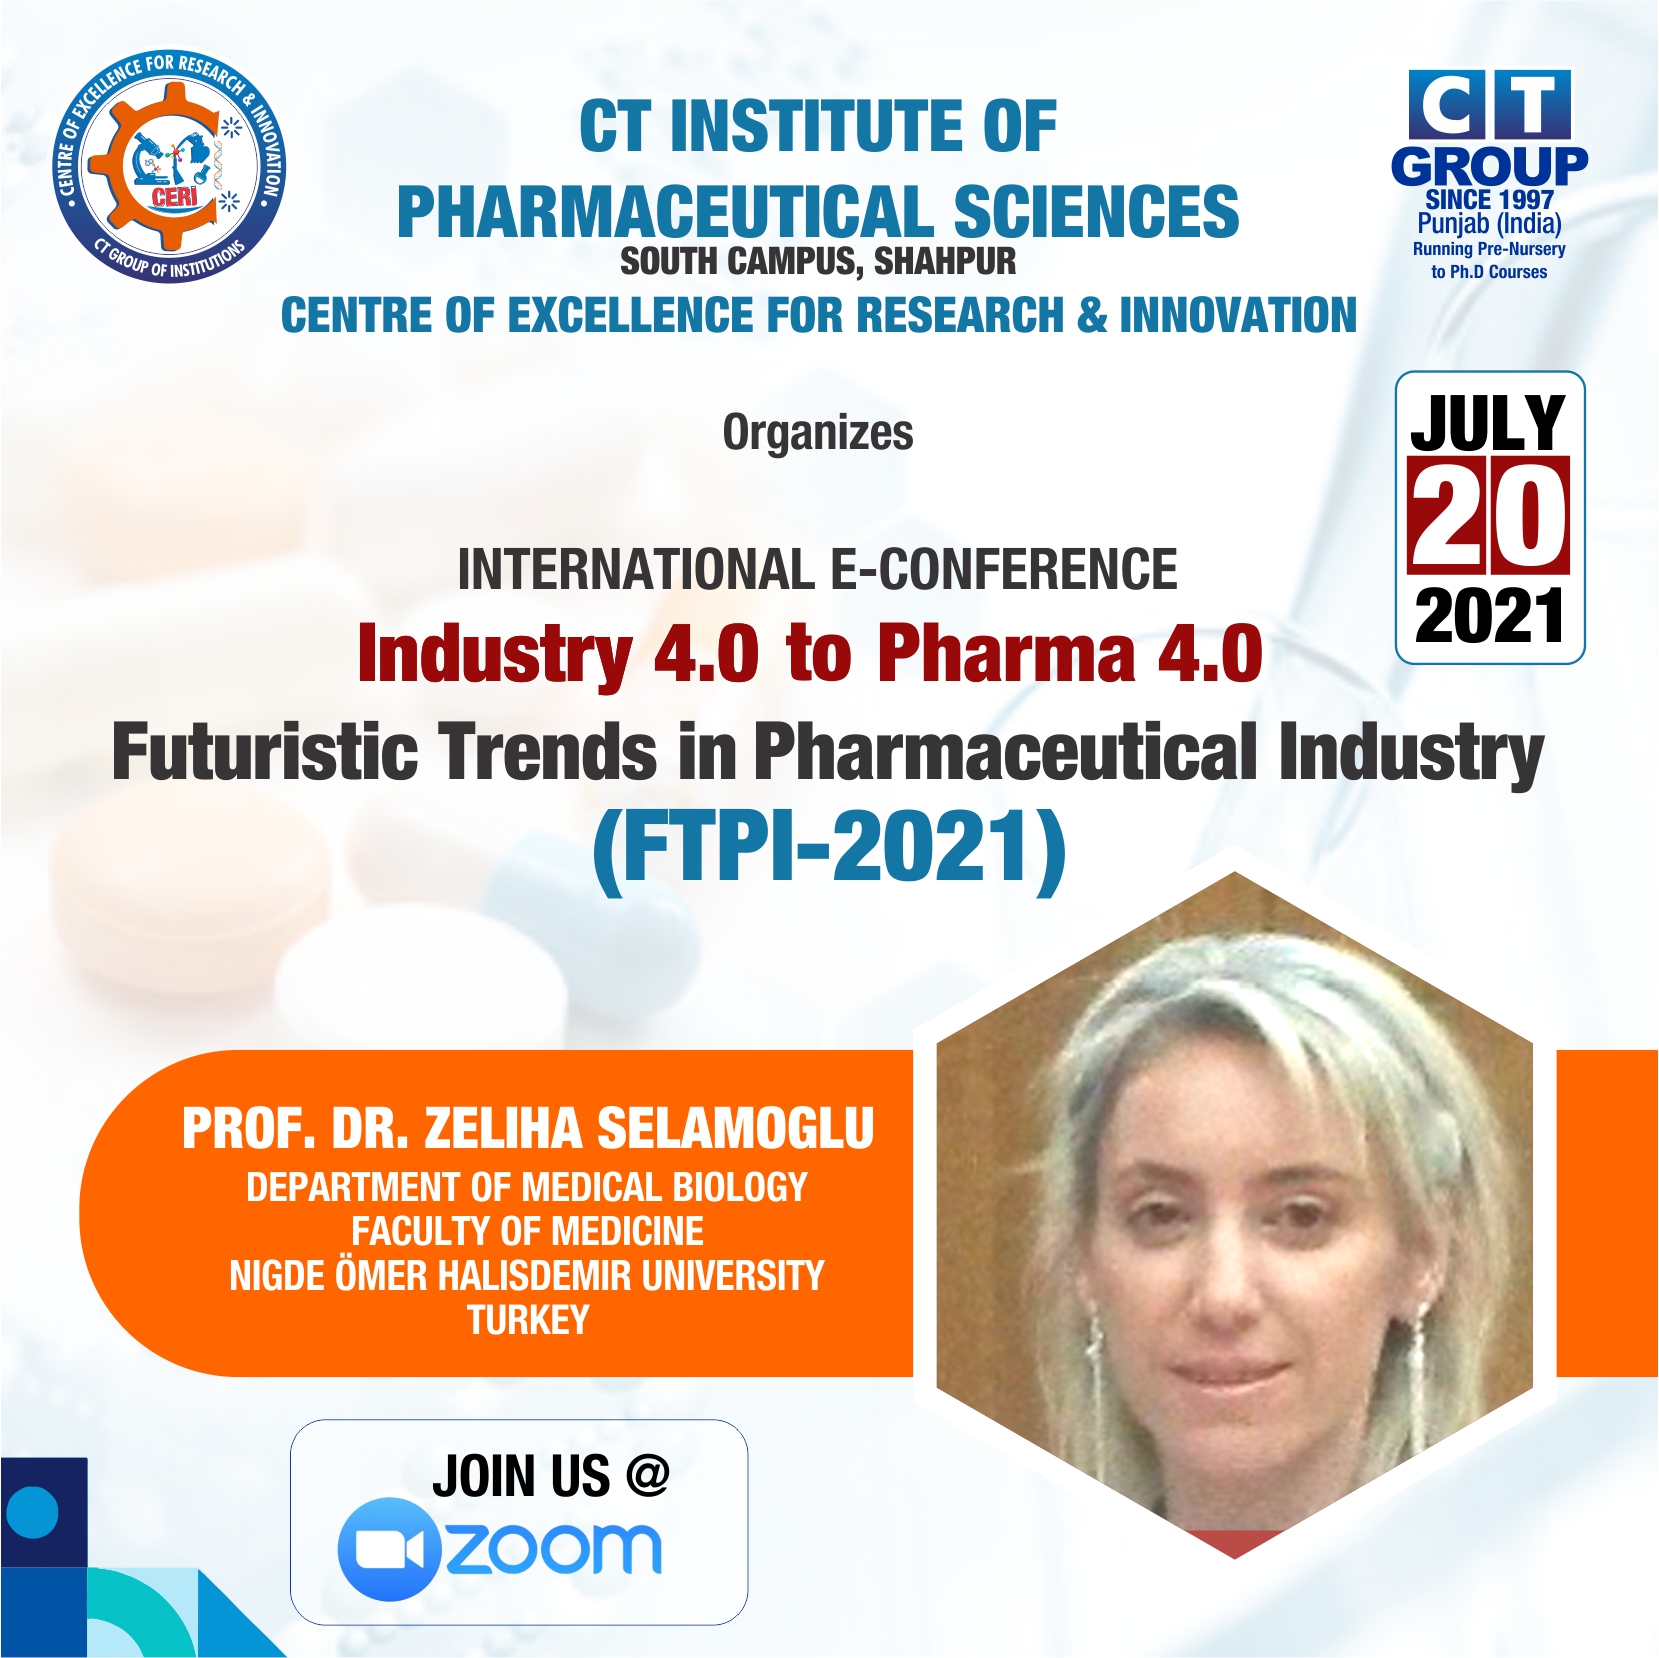 CENTRE OF EXCELLENCE FOR RESEARCH & INNOVATION
CERI
CT GROUP OF INSTITUTIONS
CT INSTITUTE OF
PHARMACEUTICAL SCIENCES
SOUTH CAMPUS, SHAHPUR
CENTRE OF EXCELLENCE FOR RESEARCH & INNOVATION
CT
GROUP
SINCE 1997
Punjab (India)
Running Pre-Nursery
to Ph.D Courses
Organizes
JULY
20
2021
INTERNATIONAL E-CONFERENCE
Industry 4.0 to Pharma 4.0
Futuristic Trends in Pharmaceutical Industry
(FTPI-2021)
PROF. DR. ZELIHA SELAMOGLU
DEPARTMENT OF MEDICAL BIOLOGY
FACULTY OF MEDICINE
NIGDE ÖMER HALISDEMIR UNIVERSITY
TURKEY
JOIN US @
zoom